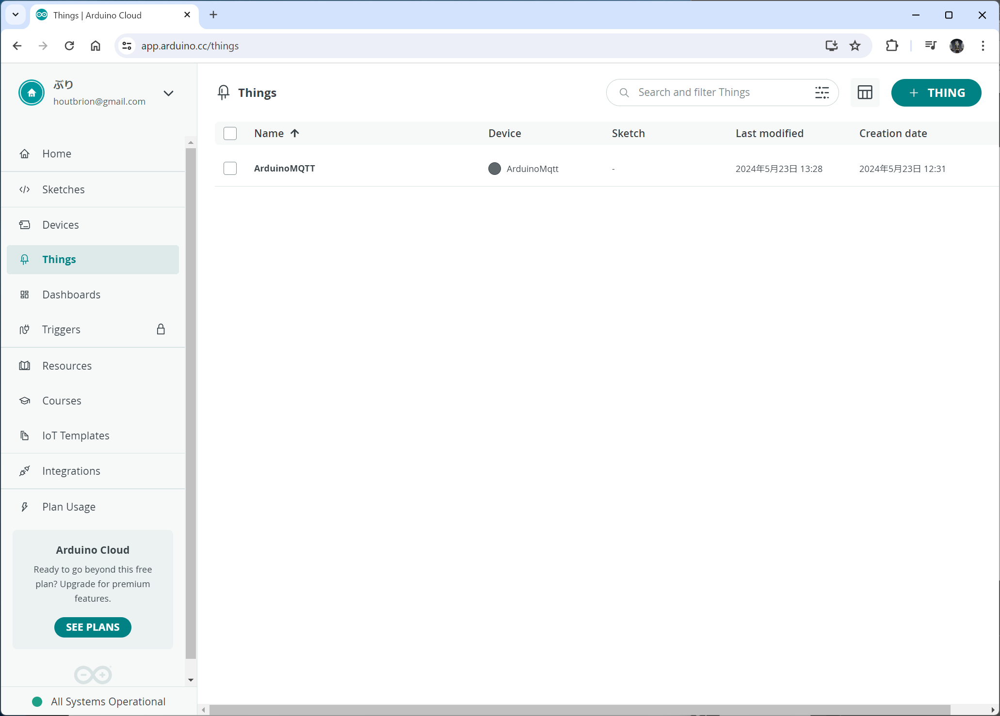 Things | Arduino Cloud
app.arduino.cc/things
ぶり
houtbrion@gmail.com
Home
Sketches
Devices
Things
Dashboards
Triggers
Resources
Courses
IoT Templates
Integrations
Plan Usage
Arduino Cloud
Ready to go beyond this free
plan? Upgrade for premium
features.
SEE PLANS
All Systems Operational
Things
Search and filter Things
+ THING
Name Device Sketch Last modified Creation date
ArduinoMQTT ArduinoMqtt - 2024年5月23日 13:28 2024年5月23日 12:31